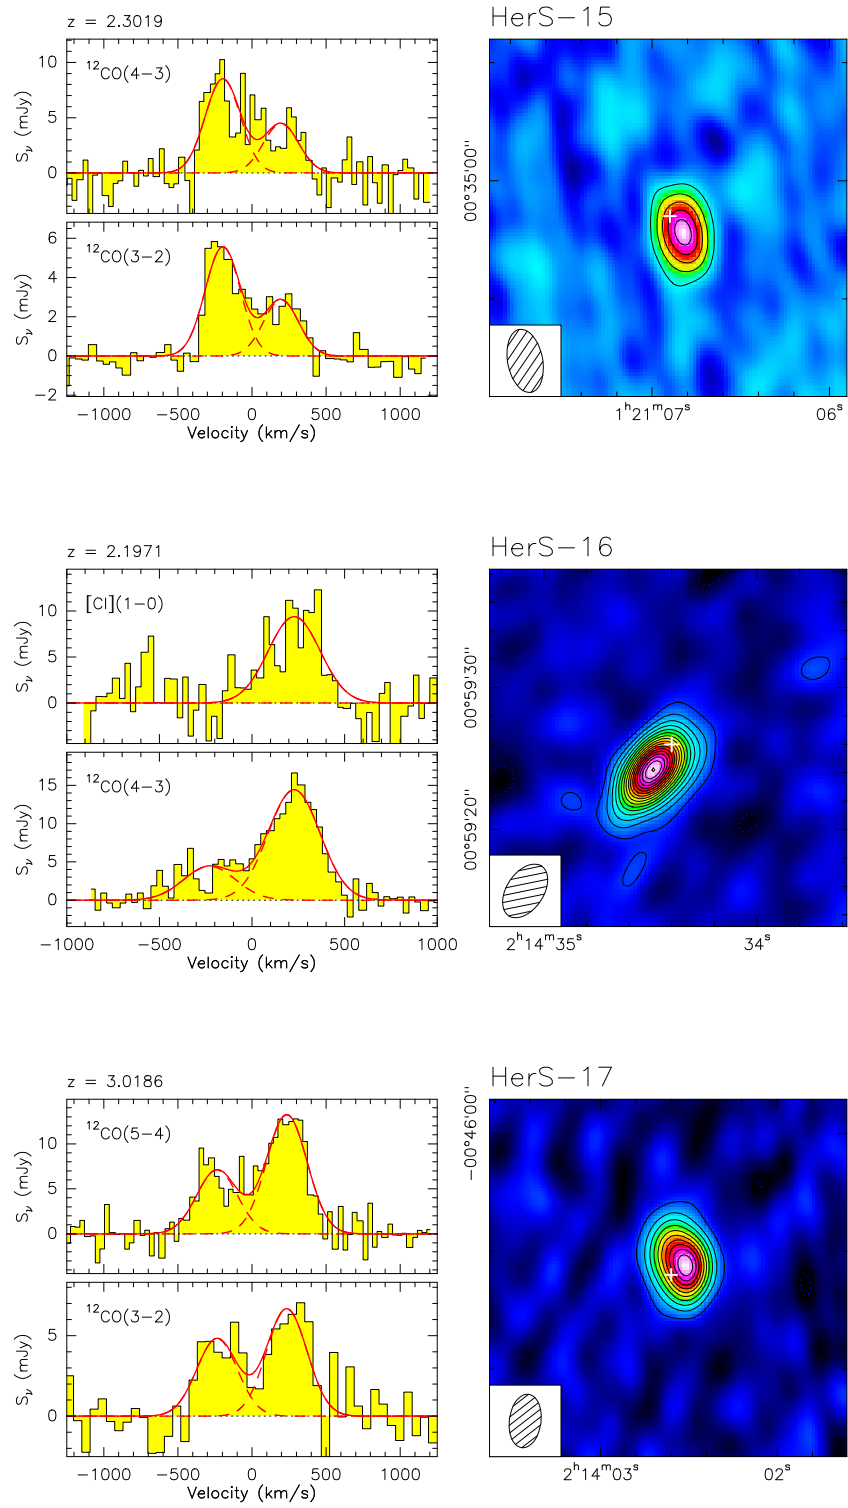 z = 2.3019
HerS-15
¹²CO(4-3)
10
5
0
Sν (mJy)
¹²CO(3-2)
6
4
2
0
-2
Sν (mJy)
-1000 -500 0 500 1000
Velocity (km/s)
00°35'00"
1ʰ21ᵐ07ˢ 06ˢ
z = 2.1971
HerS-16
[CI](1-0)
10
5
0
Sν (mJy)
¹²CO(4-3)
15
10
5
0
Sν (mJy)
-1000 -500 0 500 1000
Velocity (km/s)
00°59'30"
00°59'20"
2ʰ14ᵐ35ˢ 34ˢ
z = 3.0186
HerS-17
¹²CO(5-4)
10
5
0
Sν (mJy)
¹²CO(3-2)
5
0
Sν (mJy)
-1000 -500 0 500 1000
Velocity (km/s)
-00°46'00"
2ʰ14ᵐ03ˢ 02ˢ